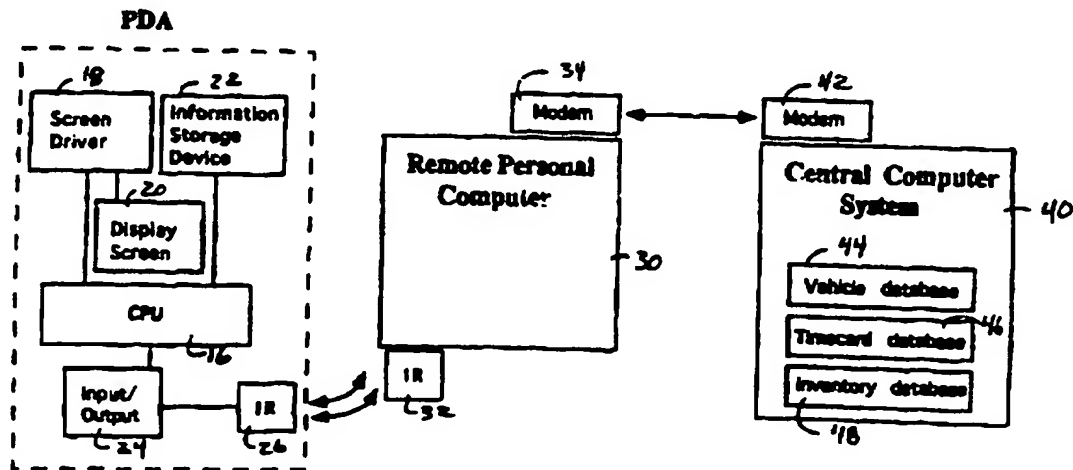 PDA
18
Screen
Driver
22
Information
Storage
Device
20
Display
Screen
CPU
16
Input/
Output
24
IR
26
34
Modem
Remote Personal
Computer
30
IR
32
42
Modem
Central Computer
System
40
44
Vehicle database
Timecard database
46
Inventory database
48